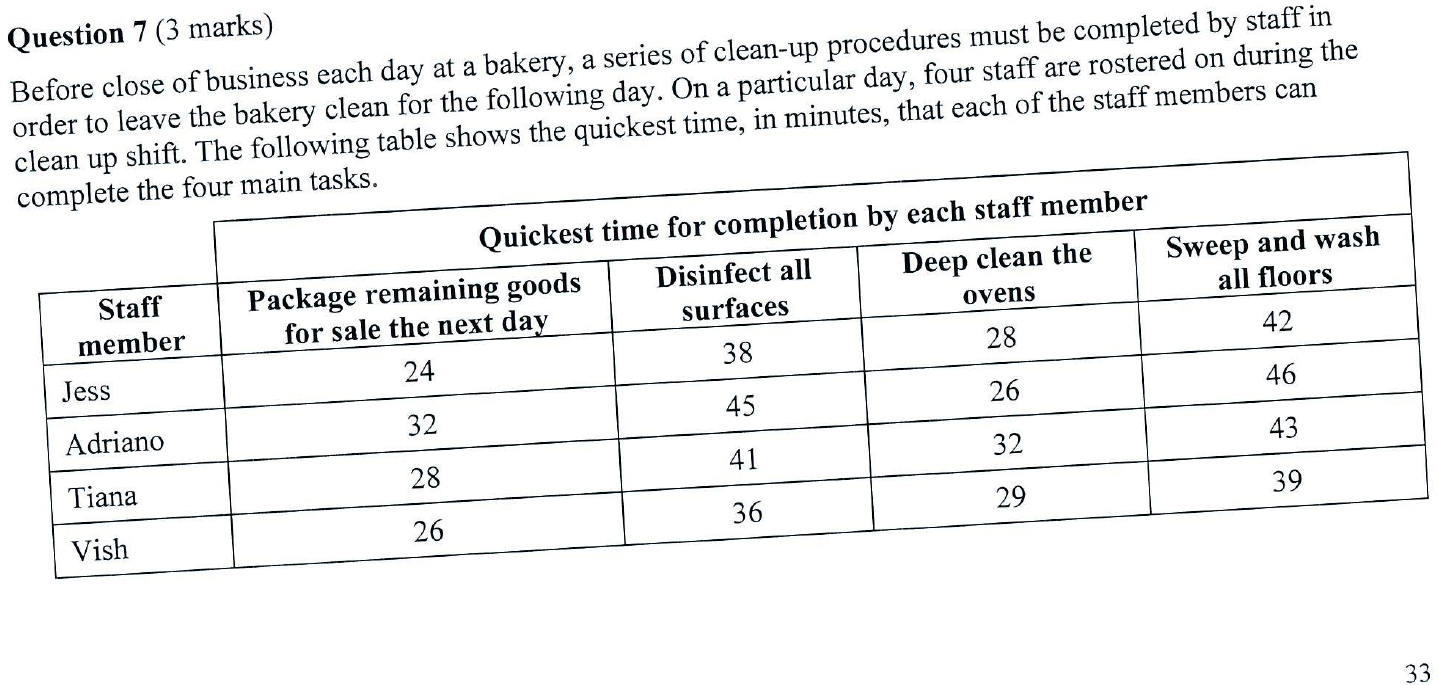 Question 7 (3 marks)
Before close of business each day at a bakery, a series of clean-up procedures must be completed by staff in
order to leave the bakery clean for the following day. On a particular day, four staff are rostered on during the
clean up shift. The following table shows the quickest time, in minutes, that each of the staff members can
complete the four main tasks.
Quickest time for completion by each staff member
Staff member Package remaining goods for sale the next day Disinfect all surfaces Deep clean the ovens Sweep and wash all floors
Jess 24 38 28 42
Adriano 32 45 26 46
Tiana 28 41 32 43
Vish 26 36 29 39
33